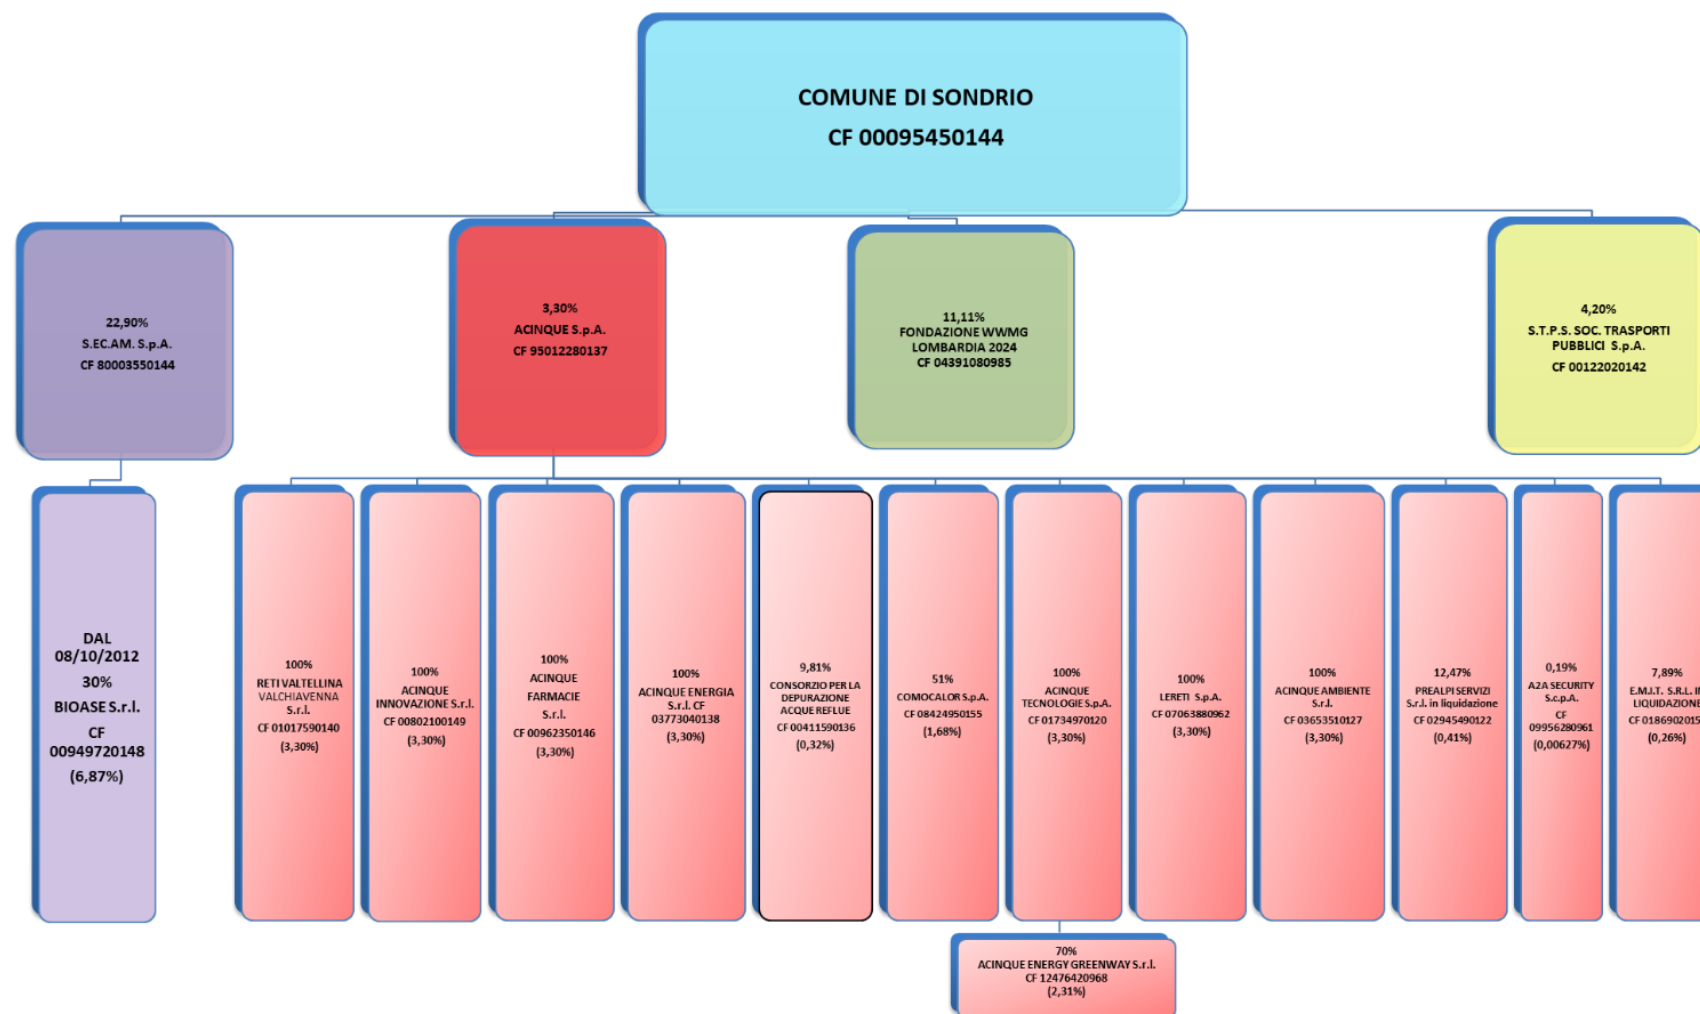 COMUNE DI SONDRIO
CF 00095450144
22,90%
S.EC.AM. S.p.A.
CF 80003550144
3,30%
ACINQUE S.p.A.
CF 95012280137
11,11%
FONDAZIONE WWMG
LOMBARDIA 2024
CF 04391080985
4,20%
S.T.P.S. SOC. TRASPORTI
PUBBLICI S.p.A.
CF 00122020142
DAL
08/10/2012
30%
BIOASE S.r.l.
CF
00949720148
(6,87%)
100%
RETI VALTELLINA
VALCHIAVENNA
S.r.l.
CF 01017590140
(3,30%)
100%
ACINQUE
INNOVAZIONE S.r.l.
CF 00802100149
(3,30%)
100%
ACINQUE
FARMACIE
S.r.l.
CF 00962350146
(3,30%)
100%
ACINQUE ENERGIA
S.r.l. CF
03773040138
(3,30%)
9,81%
CONSORZIO PER LA
DEPURAZIONE
ACQUE REFLUE
CF 00411590136
(0,32%)
51%
COMOCALOR S.p.A.
CF 08424950155
(1,68%)
100%
ACINQUE
TECNOLOGIE S.p.A.
CF 01734970120
(3,30%)
100%
LERETI S.p.A.
CF 07063880962
(3,30%)
100%
ACINQUE AMBIENTE
S.r.l.
CF 03653510127
(3,30%)
12,47%
PREALPI SERVIZI
S.r.l. in liquidazione
CF 02945490122
(0,41%)
0,19%
A2A SECURITY
S.c.p.A.
CF
09956280961
(0,00627%)
7,89%
E.M.I.T. S.R.L. IN
LIQUIDAZIONE
CF 0186902015
(0,26%)
70%
ACINQUE ENERGY GREENWAY S.r.l.
CF 12476420968
(2,31%)